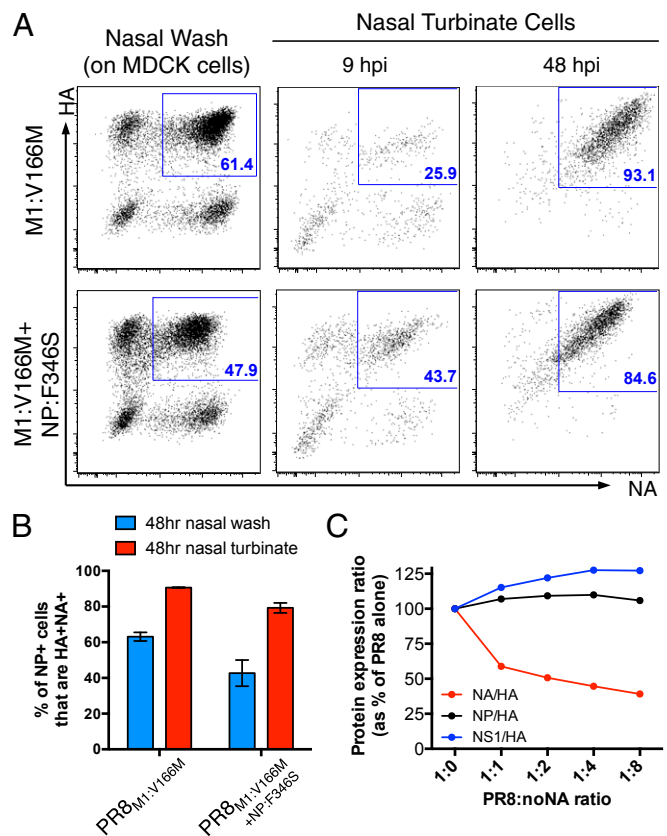 A
Nasal Wash
(on MDCK cells)
Nasal Turbinate Cells
9 hpi
48 hpi
HA
M1:V166M
61.4
25.9
93.1
M1:V166M+
NP:F346S
47.9
43.7
84.6
NA
B
48hr nasal wash
48hr nasal turbinate
% of NP+ cells
that are HA+NA+
100
80
60
40
20
0
PR8M1:V166M
PR8M1:V166M
+NP:F346S
C
Protein expression ratio
(as % of PR8 alone)
125
100
75
50
25
0
NA/HA
NP/HA
NS1/HA
1:0
1:1
1:2
1:4
1:8
PR8:noNA ratio